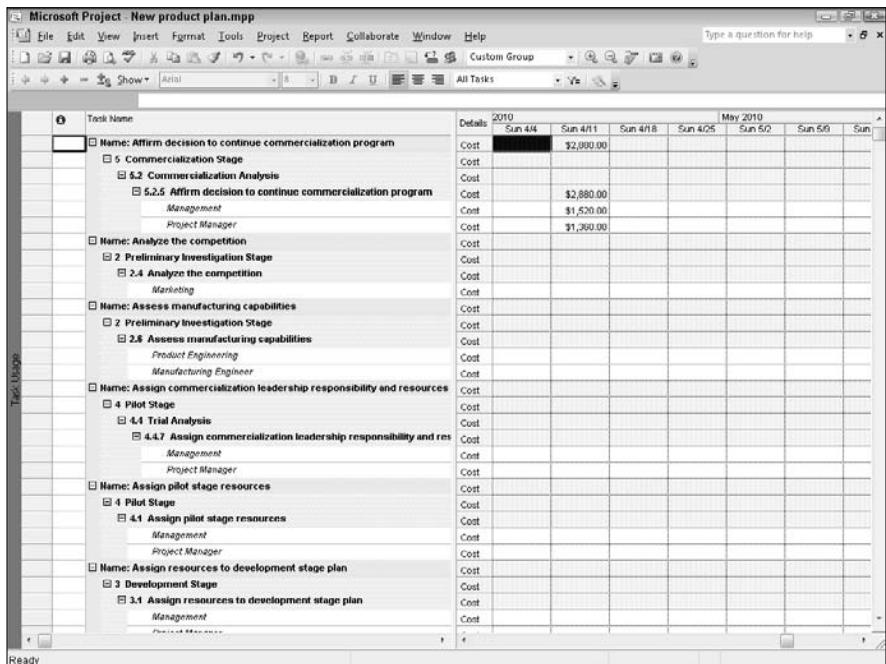 Microsoft Project - New product plan.mpp
File Edit View Insert Format Tools Project Report Collaborate Window Help Type a question for help
Custom Group
Show Arial 8 B I U All Tasks
Task Name Details 2010 May 2010
Sun 4/4 Sun 4/11 Sun 4/18 Sun 4/25 Sun 5/2 Sun 5/9 Sun
Name: Affirm decision to continue commercialization program Cost $2,880.00
5 Commercialization Stage Cost
5.2 Commercialization Analysis Cost
5.2.5 Affirm decision to continue commercialization program Cost $2,880.00
Management Cost $1,520.00
Project Manager Cost $1,360.00
Name: Analyze the competition Cost
2 Preliminary Investigation Stage Cost
2.4 Analyze the competition Cost
Marketing Cost
Name: Assess manufacturing capabilities Cost
2 Preliminary Investigation Stage Cost
2.6 Assess manufacturing capabilities Cost
Product Engineering Cost
Manufacturing Engineer Cost
Name: Assign commercialization leadership responsibility and resources Cost
4 Pilot Stage Cost
4.4 Trial Analysis Cost
4.4.7 Assign commercialization leadership responsibility and res Cost
Management Cost
Project Manager Cost
Name: Assign pilot stage resources Cost
4 Pilot Stage Cost
4.1 Assign pilot stage resources Cost
Management Cost
Project Manager Cost
Name: Assign resources to development stage plan Cost
3 Development Stage Cost
3.1 Assign resources to development stage plan Cost
Management Cost
Task Usage
Ready